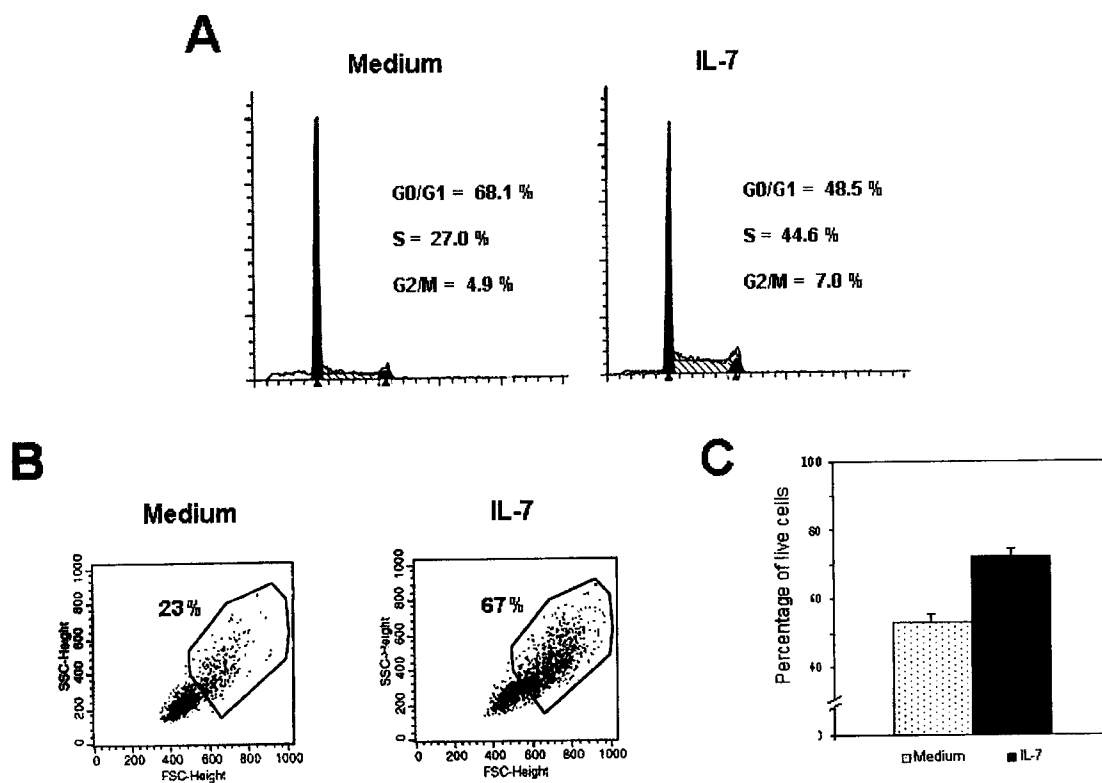 A
Medium
IL-7
G0/G1 = 68.1 %
S = 27.0 %
G2/M = 4.9 %
G0/G1 = 48.5 %
S = 44.6 %
G2/M = 7.0 %
B
Medium
IL-7
23 %
67 %
SSC-Height
0 200 400 600 800 1000
0 200 400 600 800 1000
FSC-Height
SSC-Height
0 200 400 600 800 1000
0 200 400 600 800 1000
FSC-Height
C
Percentage of live cells
100
80
60
40
Medium
IL-7